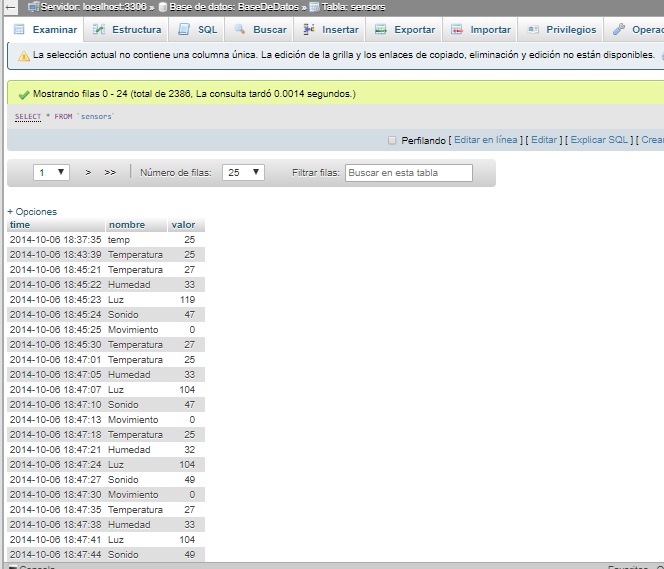 Servidor: localhost:3306 » Base de datos: BaseDeDatos » Tabla: sensors
Examinar Estructura SQL Buscar Insertar Exportar Importar Privilegios Operac
La selección actual no contiene una columna única. La edición de la grilla y los enlaces de copiado, eliminación y edición no están disponibles.
Mostrando filas 0 - 24 (total de 2386, La consulta tardó 0.0014 segundos.)
SELECT * FROM `sensors`
Perfilando [ Editar en línea ] [ Editar ] [ Explicar SQL ] [ Crear
1 > >> Número de filas: 25 Filtrar filas: Buscar en esta tabla
+ Opciones
time nombre valor
2014-10-06 18:37:35 temp 25
2014-10-06 18:43:39 Temperatura 25
2014-10-06 18:45:21 Temperatura 27
2014-10-06 18:45:22 Humedad 33
2014-10-06 18:45:23 Luz 119
2014-10-06 18:45:24 Sonido 47
2014-10-06 18:45:25 Movimiento 0
2014-10-06 18:45:30 Temperatura 27
2014-10-06 18:47:01 Temperatura 25
2014-10-06 18:47:05 Humedad 33
2014-10-06 18:47:07 Luz 104
2014-10-06 18:47:10 Sonido 47
2014-10-06 18:47:13 Movimiento 0
2014-10-06 18:47:18 Temperatura 25
2014-10-06 18:47:21 Humedad 32
2014-10-06 18:47:24 Luz 104
2014-10-06 18:47:27 Sonido 49
2014-10-06 18:47:30 Movimiento 0
2014-10-06 18:47:35 Temperatura 27
2014-10-06 18:47:38 Humedad 33
2014-10-06 18:47:41 Luz 104
2014-10-06 18:47:44 Sonido 49